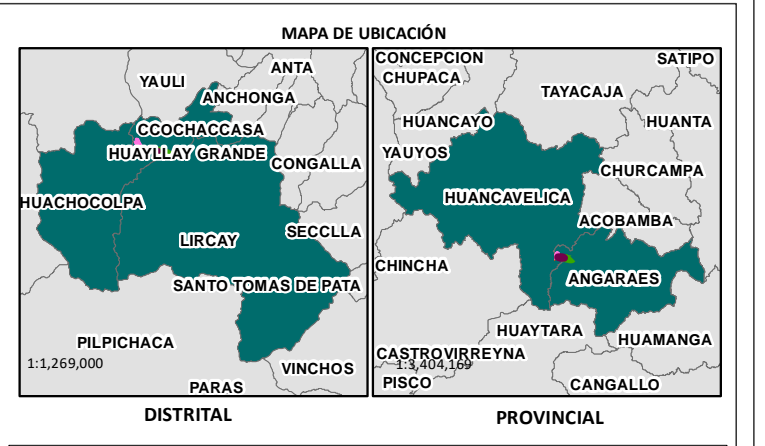 MAPA DE UBICACIÓN
YAULI
ANTA
ANCHONGA
CCOCHACCASA
HUAYLLAY GRANDE
CONGALLA
HUACHOCOLPA
LIRCAY
SECCLLA
SANTO TOMAS DE PATA
PILPICHACA
1:1,269,000
VINCHOS
PARAS
DISTRITAL
CONCEPCION
SATIPO
CHUPACA
TAYACAJA
HUANCAYO
HUANTA
YAUYOS
CHURCAMPA
HUANCAVELICA
ACOBAMBA
CHINCHA
ANGARAES
HUAYTARA
HUAMANGA
CASTROVIRREYNA
1:3,404,169
PISCO
CANGALLO
PROVINCIAL